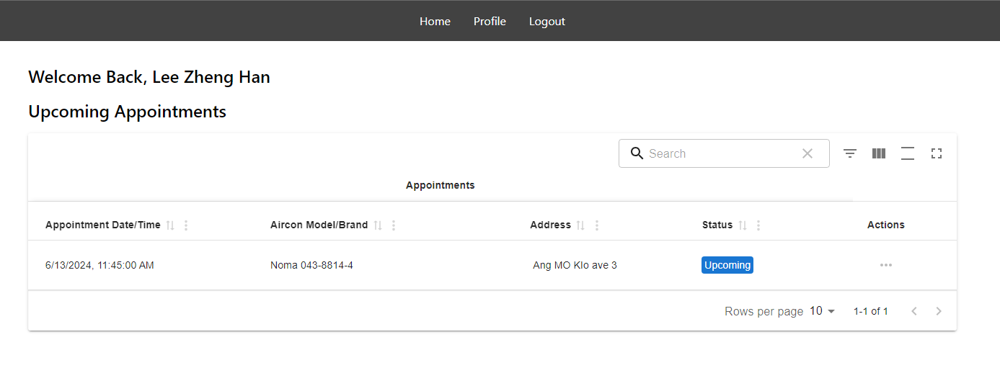 Home Profile Logout
Welcome Back, Lee Zheng Han
Upcoming Appointments
Search
Appointments
Appointment Date/Time Aircon Model/Brand Address Status Actions
6/13/2024, 11:45:00 AM Noma 043-8814-4 Ang MO KIo ave 3 Upcoming
Rows per page 10 1-1 of 1